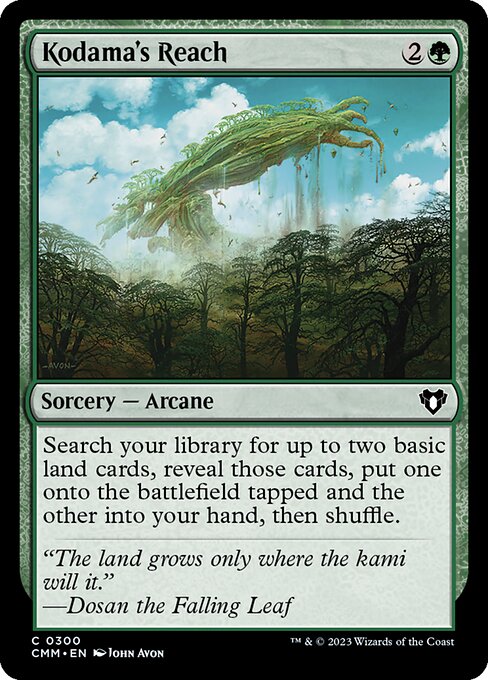 Kodama's Reach 2
-AVON-
Sorcery — Arcane
Search your library for up to two basic
land cards, reveal those cards, put one
onto the battlefield tapped and the
other into your hand, then shuffle.
“The land grows only where the kami
will it.”
—Dosan the Falling Leaf
C 0300
CMM • EN John Avon
™ & © 2023 Wizards of the Coast